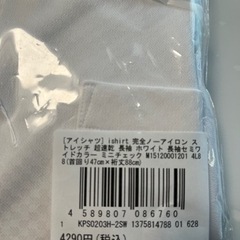 [アイシャツ] ishirt 完全ノーアイロン ス
トレッチ 超速乾 長袖 ホワイト 長袖セミワ
イドカラー ミニチェック M15120001201 4L8
8(首回り47cm×裄丈88cm)
4 589807 086760
1 KPS0203H-2SW 1375814788 01 628
4290円(税込)